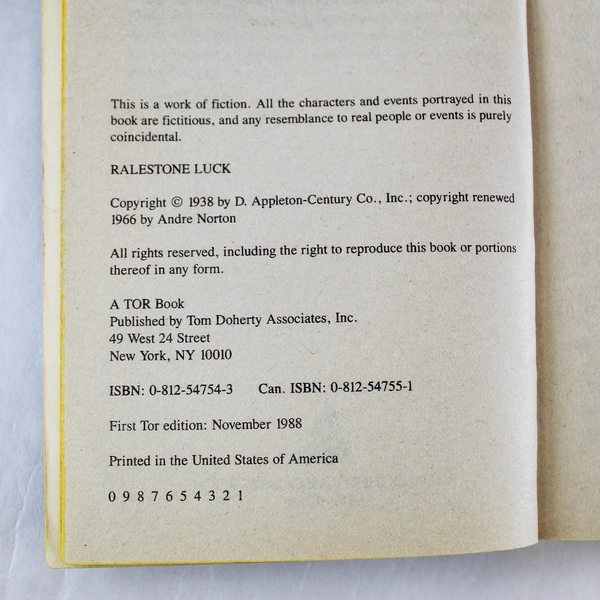 This is a work of fiction. All the characters and events portrayed in this
book are fictitious, and any resemblance to real people or events is purely
coincidental.
RALESTONE LUCK
Copyright © 1938 by D. Appleton-Century Co., Inc.; copyright renewed
1966 by Andre Norton
All rights reserved, including the right to reproduce this book or portions
thereof in any form.
A TOR Book
Published by Tom Doherty Associates, Inc.
49 West 24 Street
New York, NY 10010
ISBN: 0-812-54754-3 Can. ISBN: 0-812-54755-1
First Tor edition: November 1988
Printed in the United States of America
0 9 8 7 6 5 4 3 2 1